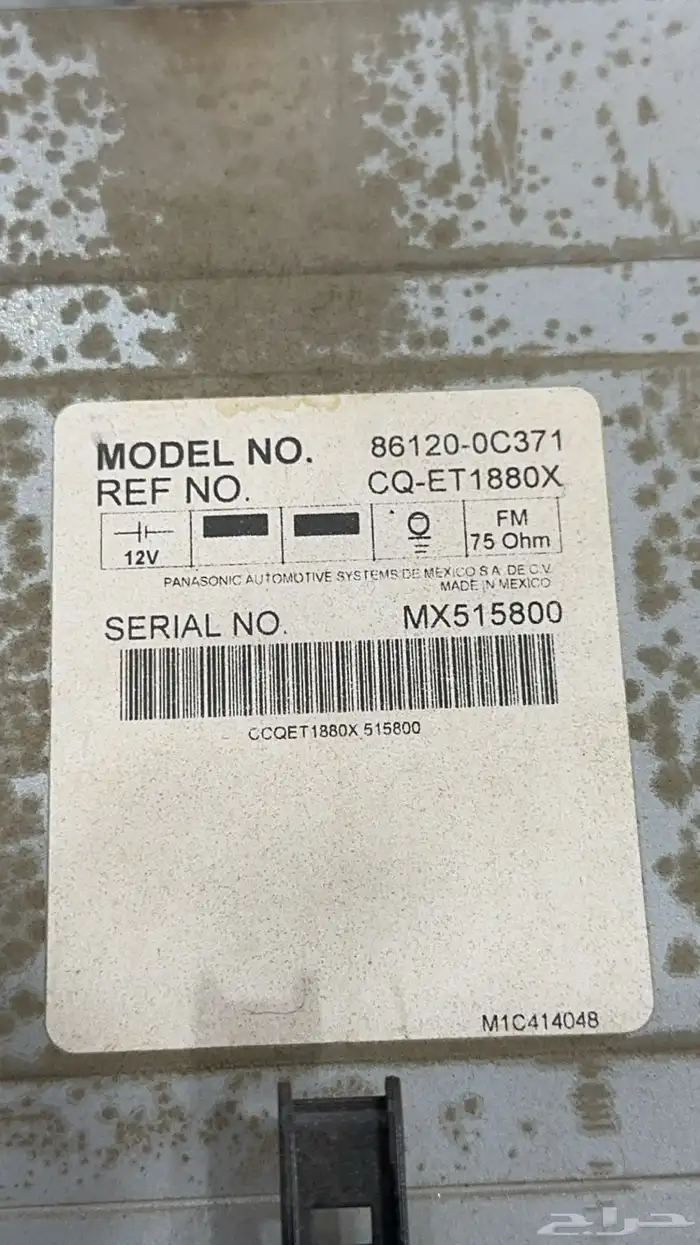 MODEL NO. 86120-0C371
REF NO. CQ-ET1880X
12V
FM
75 Ohm
PANASONIC AUTOMOTIVE SYSTEMS DE MEXICO S.A. DE C.V.
MADE IN MEXICO
SERIAL NO. MX515800
CCQET1880X 515800
M1C414048
حراج